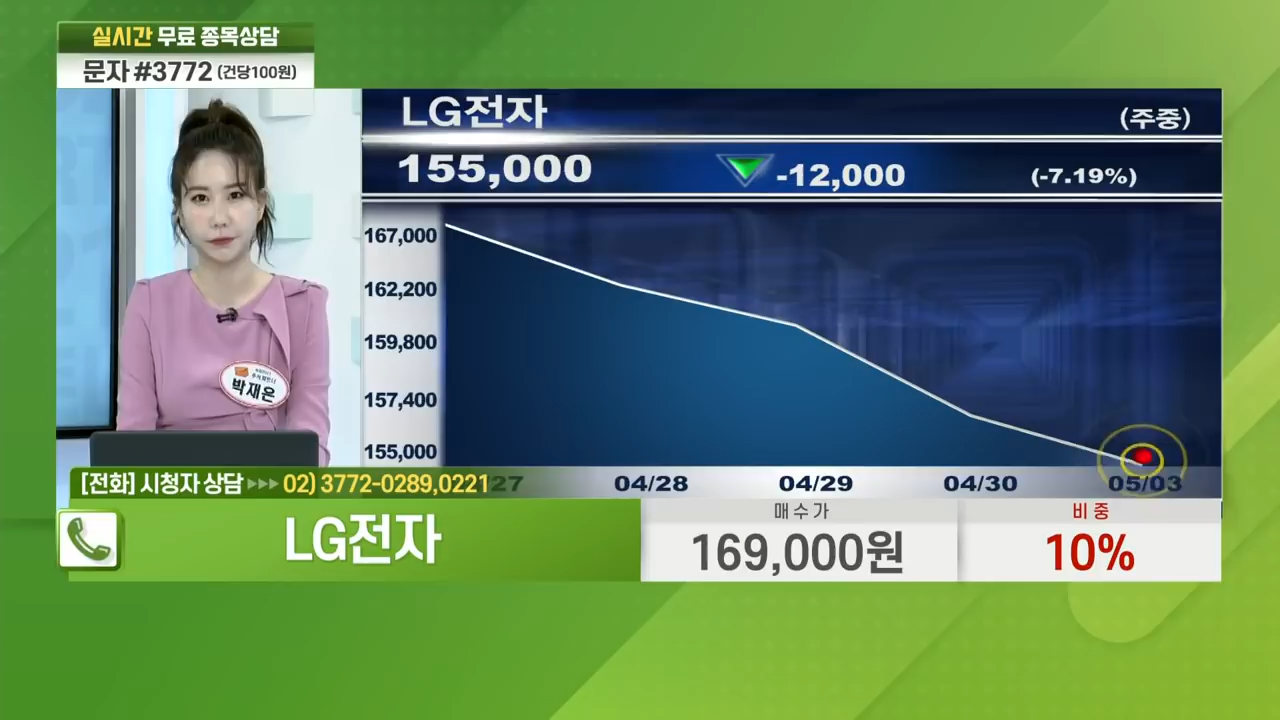 실시간 무료 종목상담
문자 #3772 (건당100원)
LG전자
(주중)
155,000
-12,000
(-7.19%)
167,000
162,200
159,800
157,400
155,000
박재은
27
04/28
04/29
04/30
05/03
[전화] 시청자 상담 ▹▹▹ 02) 3772-0289,0221
LG전자
매수가
169,000원
비중
10%